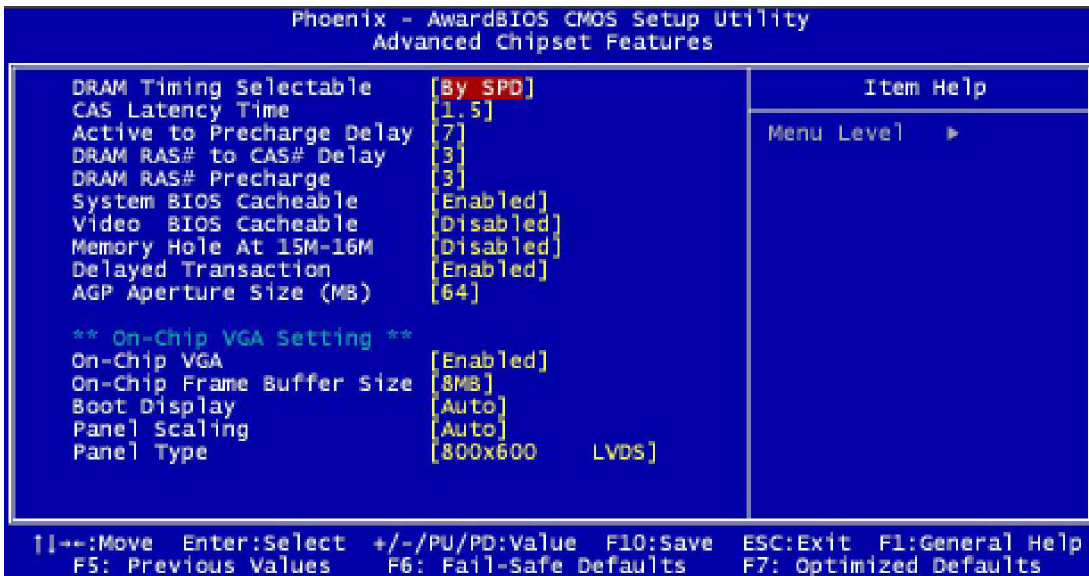 Phoenix - AwardBIOS CMOS Setup Utility
Advanced Chipset Features
DRAM Timing Selectable [By SPD]
CAS Latency Time [1.5]
Active to Precharge Delay [7]
DRAM RAS# to CAS# Delay [3]
DRAM RAS# Precharge [3]
System BIOS Cacheable [Enabled]
Video BIOS Cacheable [Disabled]
Memory Hole At 15M-16M [Disabled]
Delayed Transaction [Enabled]
AGP Aperture Size (MB) [64]
** On-Chip VGA Setting **
On-Chip VGA [Enabled]
On-Chip Frame Buffer Size [8MB]
Boot Display [Auto]
Panel Scaling [Auto]
Panel Type [800x600 LVDS]
Item Help
Menu Level ►
↑↓→←:Move Enter:Select +/-/PU/PD:Value F10:Save ESC:Exit F1:General Help
F5: Previous Values F6: Fail-Safe Defaults F7: Optimized Defaults